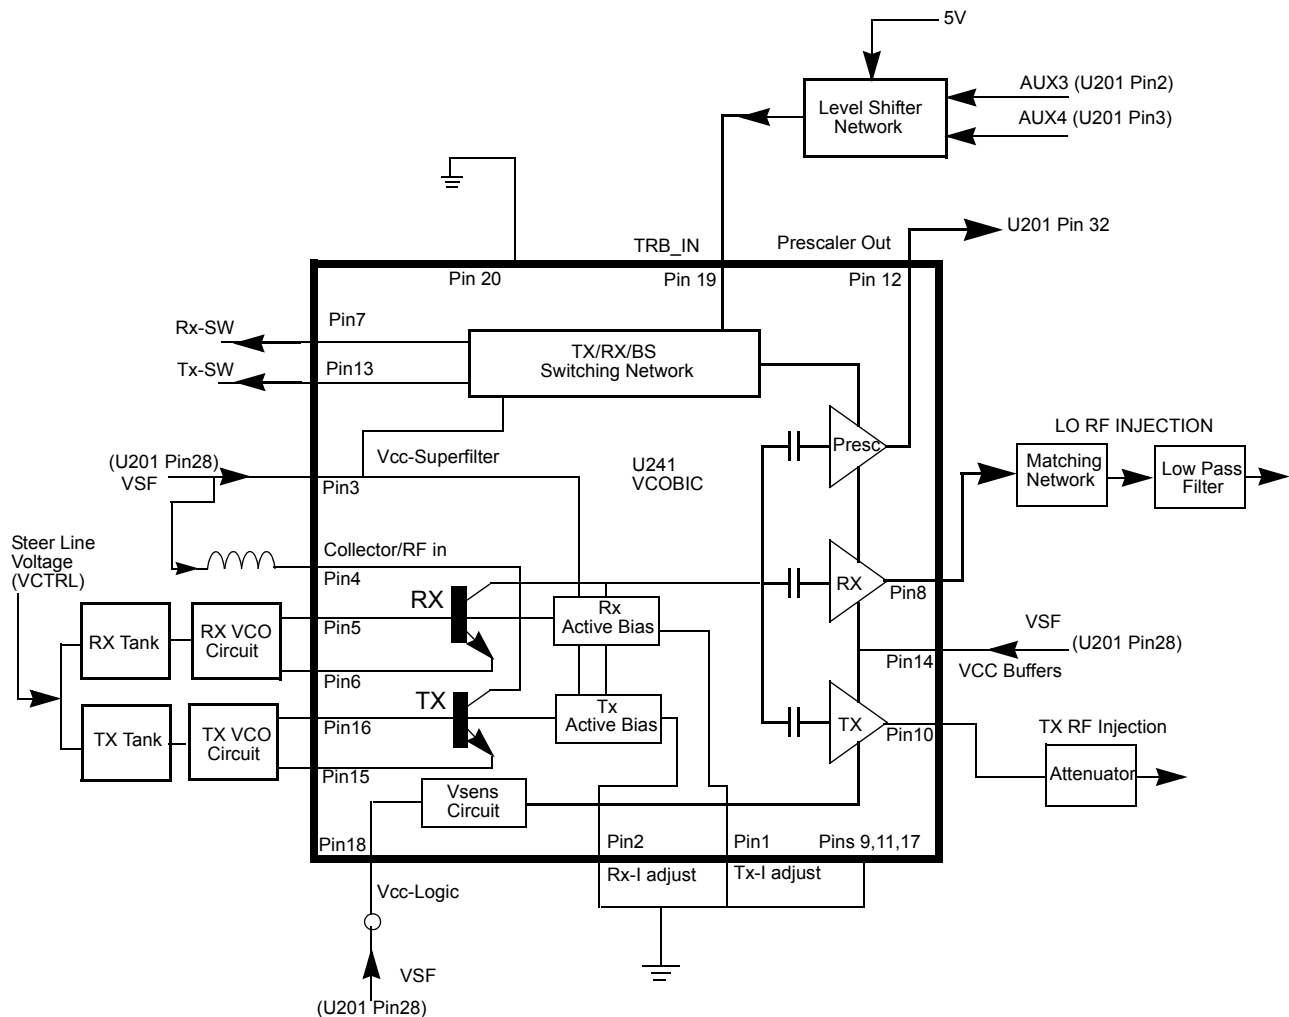 5V
AUX3 (U201 Pin2)
Level Shifter
Network
AUX4 (U201 Pin3)
U201 Pin 32
TRB_IN
Prescaler Out
Pin 20
Pin 19
Pin 12
Rx-SW
Pin7
TX/RX/BS
Switching Network
Tx-SW
Pin13
Presc
LO RF INJECTION
(U201 Pin28)
VSF
Vcc-Superfilter
Pin3
U241
VCOBIC
Matching
Network
Low Pass
Filter
Steer Line
Voltage
(VCTRL)
Collector/RF in
Pin4
RX
Rx
Active Bias
RX
Pin8
RX Tank
RX VCO
Circuit
Pin5
Pin6
VSF
(U201 Pin28)
Pin14
VCC Buffers
TX
Tx
Active Bias
TX
Pin10
TX Tank
TX VCO
Circuit
Pin16
Pin15
TX RF Injection
Attenuator
Vsens
Circuit
Pin18
Pin2
Pin1
Pins 9,11,17
Rx-I adjust
Tx-I adjust
Vcc-Logic
VSF
(U201 Pin28)